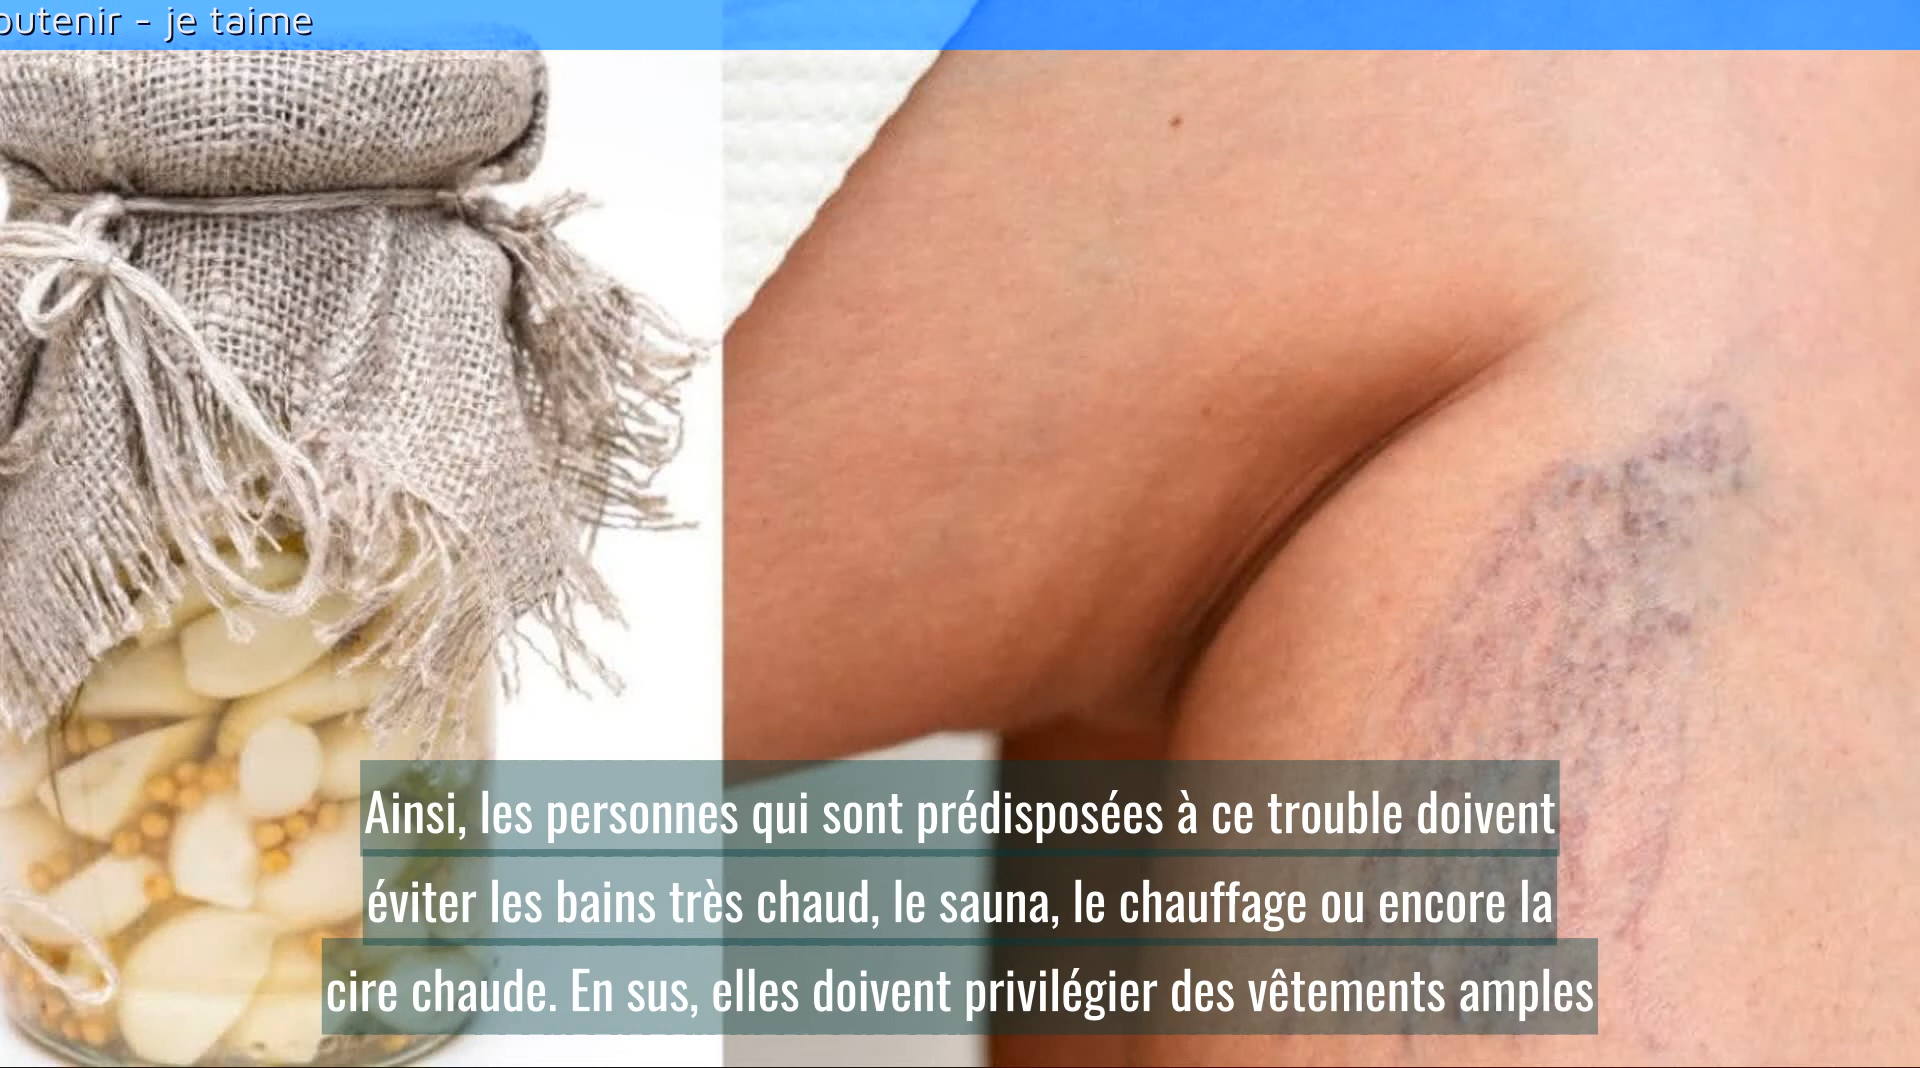 outenir - je taime
Ainsi, les personnes qui sont prédisposées à ce trouble doivent
éviter les bains très chaud, le sauna, le chauffage ou encore la
cire chaude. En sus, elles doivent privilégier des vêtements amples